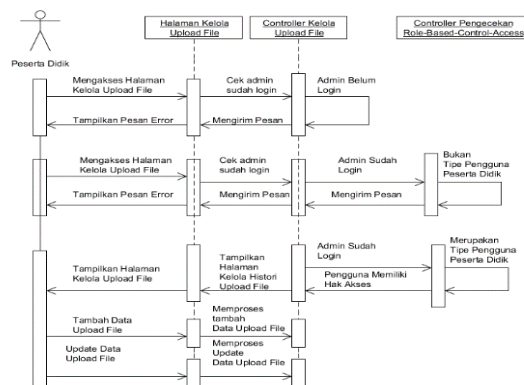 Halaman Kelola
Upload File
Controller Kelola
Upload File
Controller Pengecekan
Role-Based-Control-Access
Peserta Didik
Mengakses Halaman
Kelola Upload File
Cek admin
sudah login
Admin Belum
Login
Tampilkan Pesan Error
Mengirim Pesan
Mengakses Halaman
Kelola Upload File
Cek admin
sudah login
Admin Sudah
Login
Bukan
Tipe Pengguna
Peserta Didik
Tampilkan Pesan Error
Mengirim Pesan
Mengirim Pesan
Tampilkan Halaman
Kelola Upload File
Tampilkan
Halaman
Kelola Histori
Upload File
Admin Sudah
Login
Pengguna Memiliki
Hak Akses
Merupakan
Tipe Pengguna
Peserta Didik
Tambah Data
Upload File
Memproses
tambah
Data Upload File
Update Data
Upload File
Memproses
Update
Data Upload File